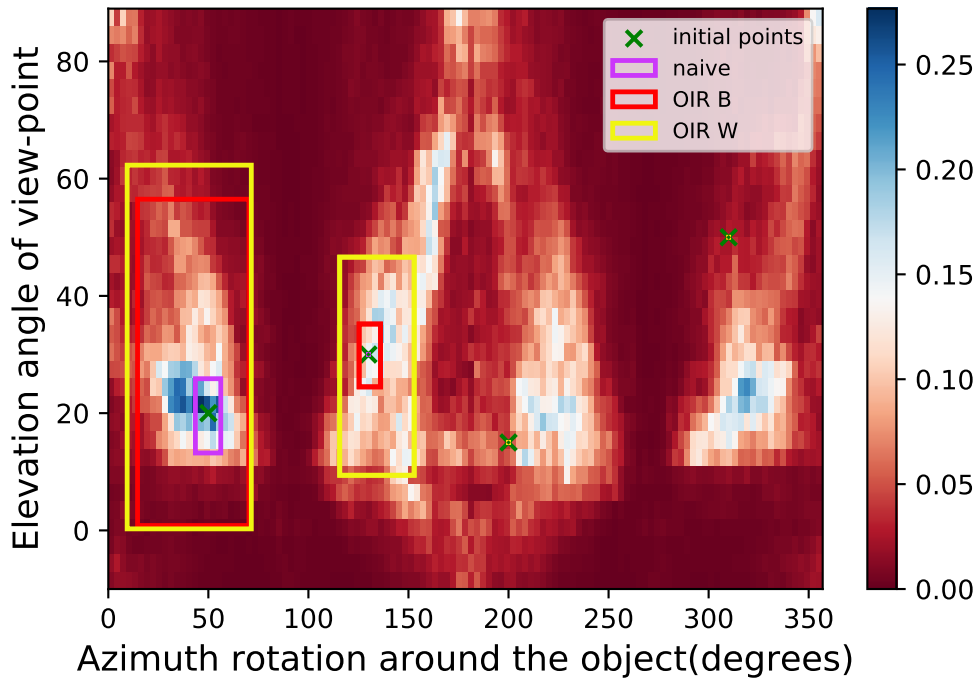 initial points
naive
OIR B
OIR W
Elevation angle of view-point
80
60
40
20
0
0 50 100 150 200 250 300 350
Azimuth rotation around the object(degrees)
0.25
0.20
0.15
0.10
0.05
0.00